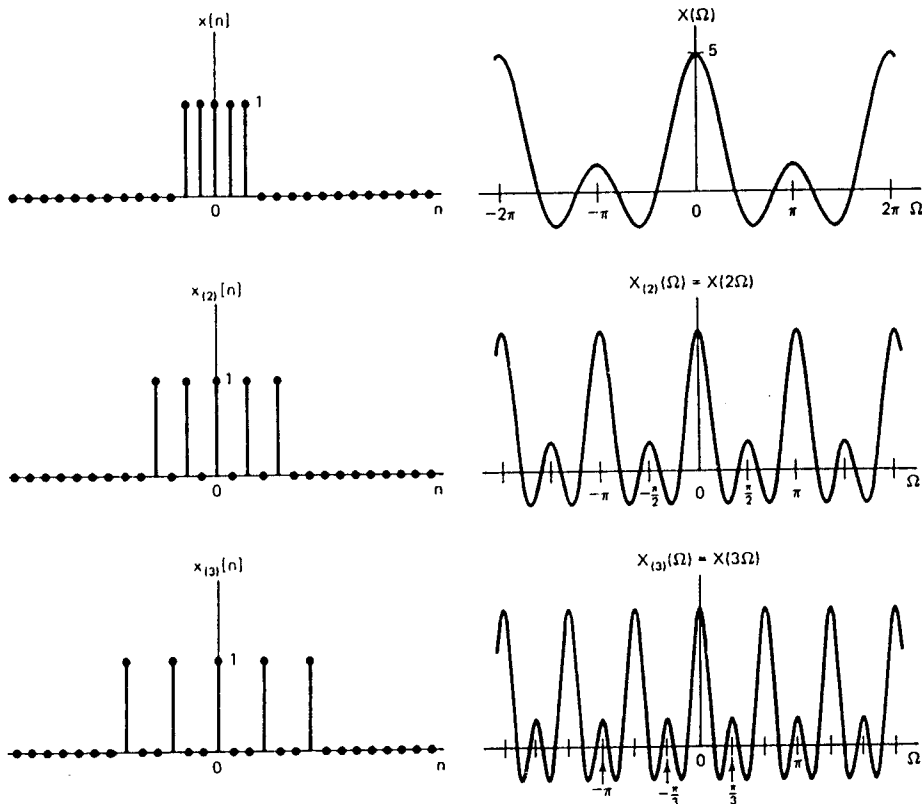 x[n]
1
0
n
X(Ω)
5
−2π
−π
0
π
2π
Ω
x₍₂₎[n]
1
0
n
X₍₂₎(Ω) = X(2Ω)
−π
−π/2
0
π/2
π
Ω
x₍₃₎[n]
1
0
n
X₍₃₎(Ω) = X(3Ω)
−π
−π/3
0
π/3
π
Ω